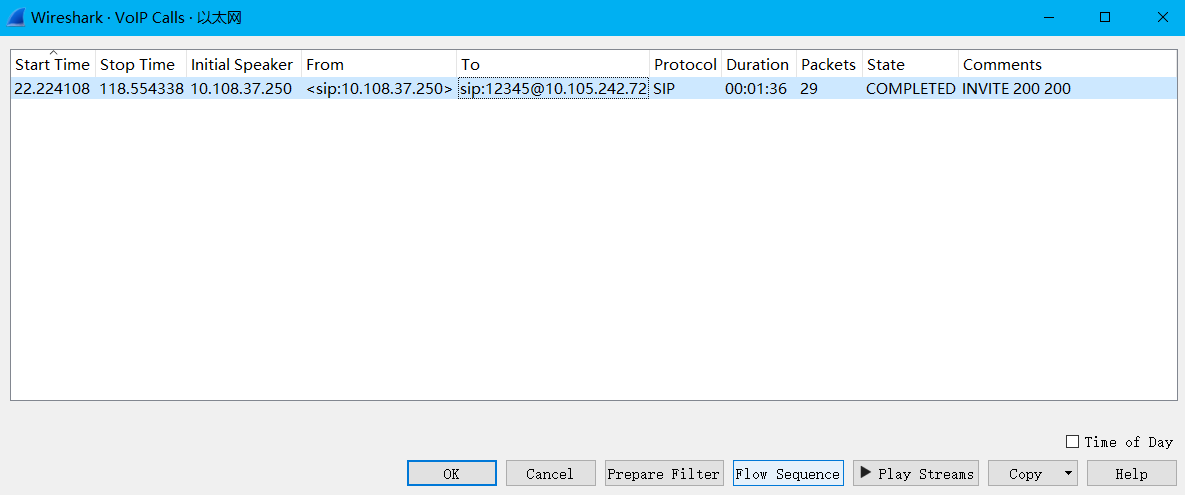 Wireshark · VoIP Calls · 以太网
Start Time Stop Time Initial Speaker From To Protocol Duration Packets State Comments
22.224108 118.554338 10.108.37.250 <sip:10.108.37.250> sip:12345@10.105.242.72 SIP 00:01:36 29 COMPLETED INVITE 200 200
Time of Day
OK Cancel Prepare Filter Flow Sequence Play Streams Copy Help